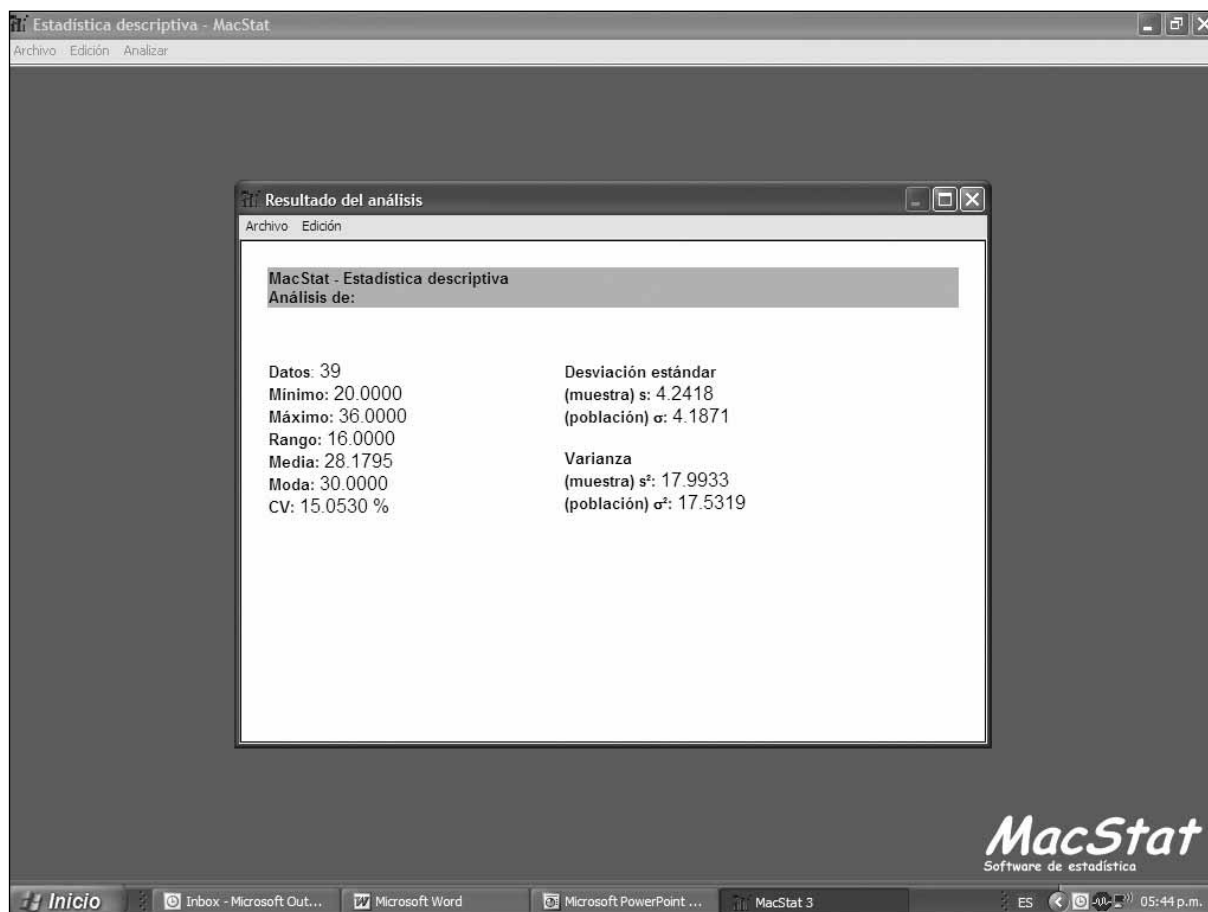 Estadística descriptiva - MacStat
Archivo Edición Analizar
Resultado del análisis
Archivo Edición
MacStat - Estadística descriptiva
Análisis de:
Datos: 39
Mínimo: 20.0000
Máximo: 36.0000
Rango: 16.0000
Media: 28.1795
Moda: 30.0000
CV: 15.0530 %
Desviación estándar
(muestra) s: 4.2418
(población) σ: 4.1871
Varianza
(muestra) s²: 17.9933
(población) σ²: 17.5319
MacStat
Software de estadística
Inicio
Inbox - Microsoft Out...
Microsoft Word
Microsoft PowerPoint ...
MacStat 3
ES
05:44 p.m.